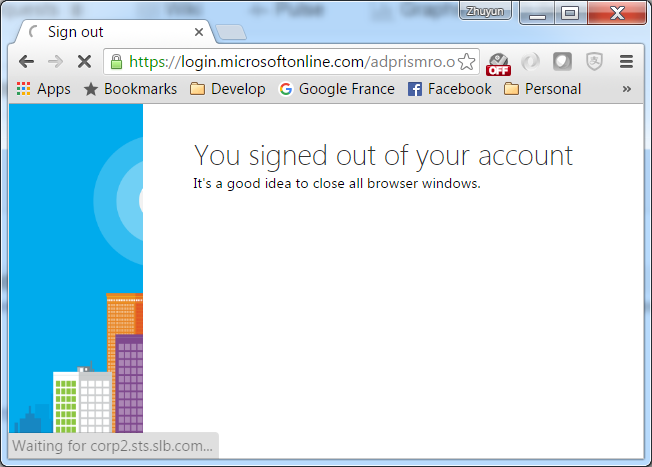 Zhuyun
Sign out
https://login.microsoftonline.com/adprismro.o
OFF
Apps Bookmarks Develop Google France Facebook Personal »
You signed out of your account
It's a good idea to close all browser windows.
Waiting for corp2.sts.slb.com...